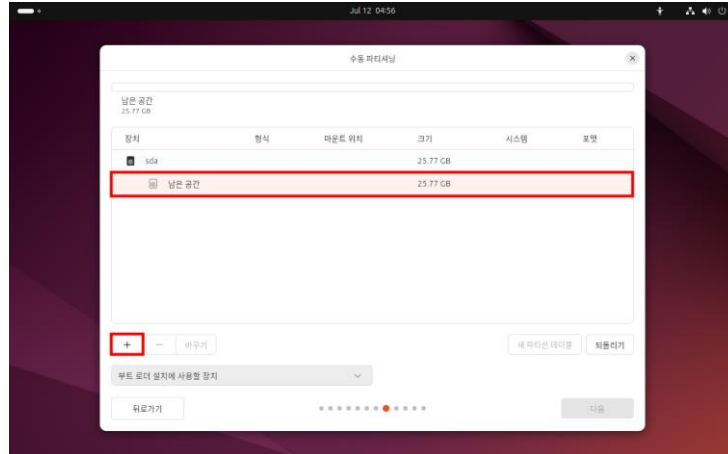 Jul 12 04:56
수동 파티셔닝
남은 공간
25.77 GB
장치 형식 마운트 위치 크기 시스템 포맷
sda 25.77 GB
남은 공간 25.77 GB
+ − 바꾸기 새 파티션 테이블 되돌리기
부트 로더 설치에 사용할 장치
뒤로가기 다음